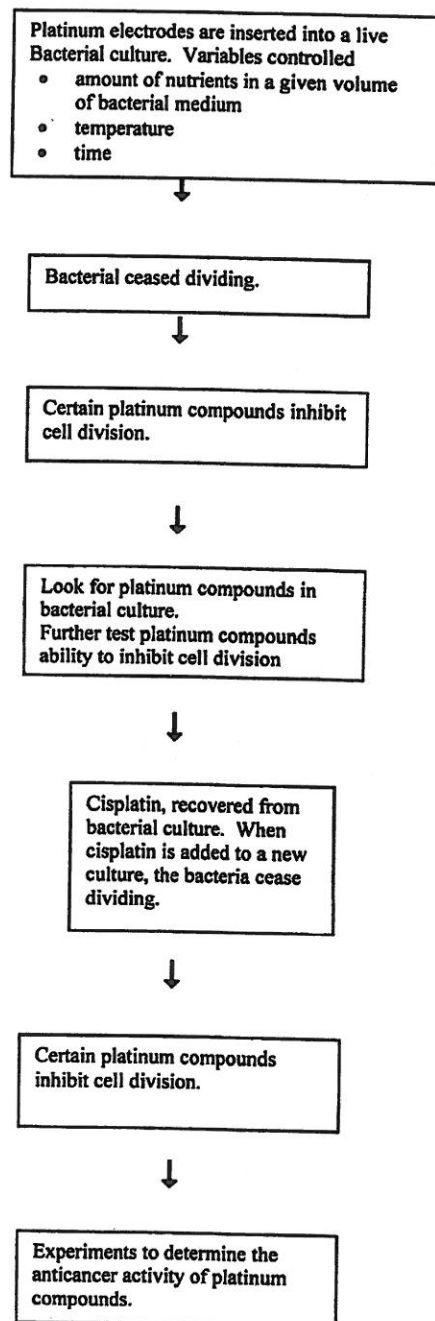 Platinum electrodes are inserted into a live
Bacterial culture. Variables controlled
• amount of nutrients in a given volume
of bacterial medium
• temperature
• time
Bacterial ceased dividing.
Certain platinum compounds inhibit
cell division.
Look for platinum compounds in
bacterial culture.
Further test platinum compounds
ability to inhibit cell division
Cisplatin, recovered from
bacterial culture. When
cisplatin is added to a new
culture, the bacteria cease
dividing.
Certain platinum compounds
inhibit cell division.
Experiments to determine the
anticancer activity of platinum
compounds.